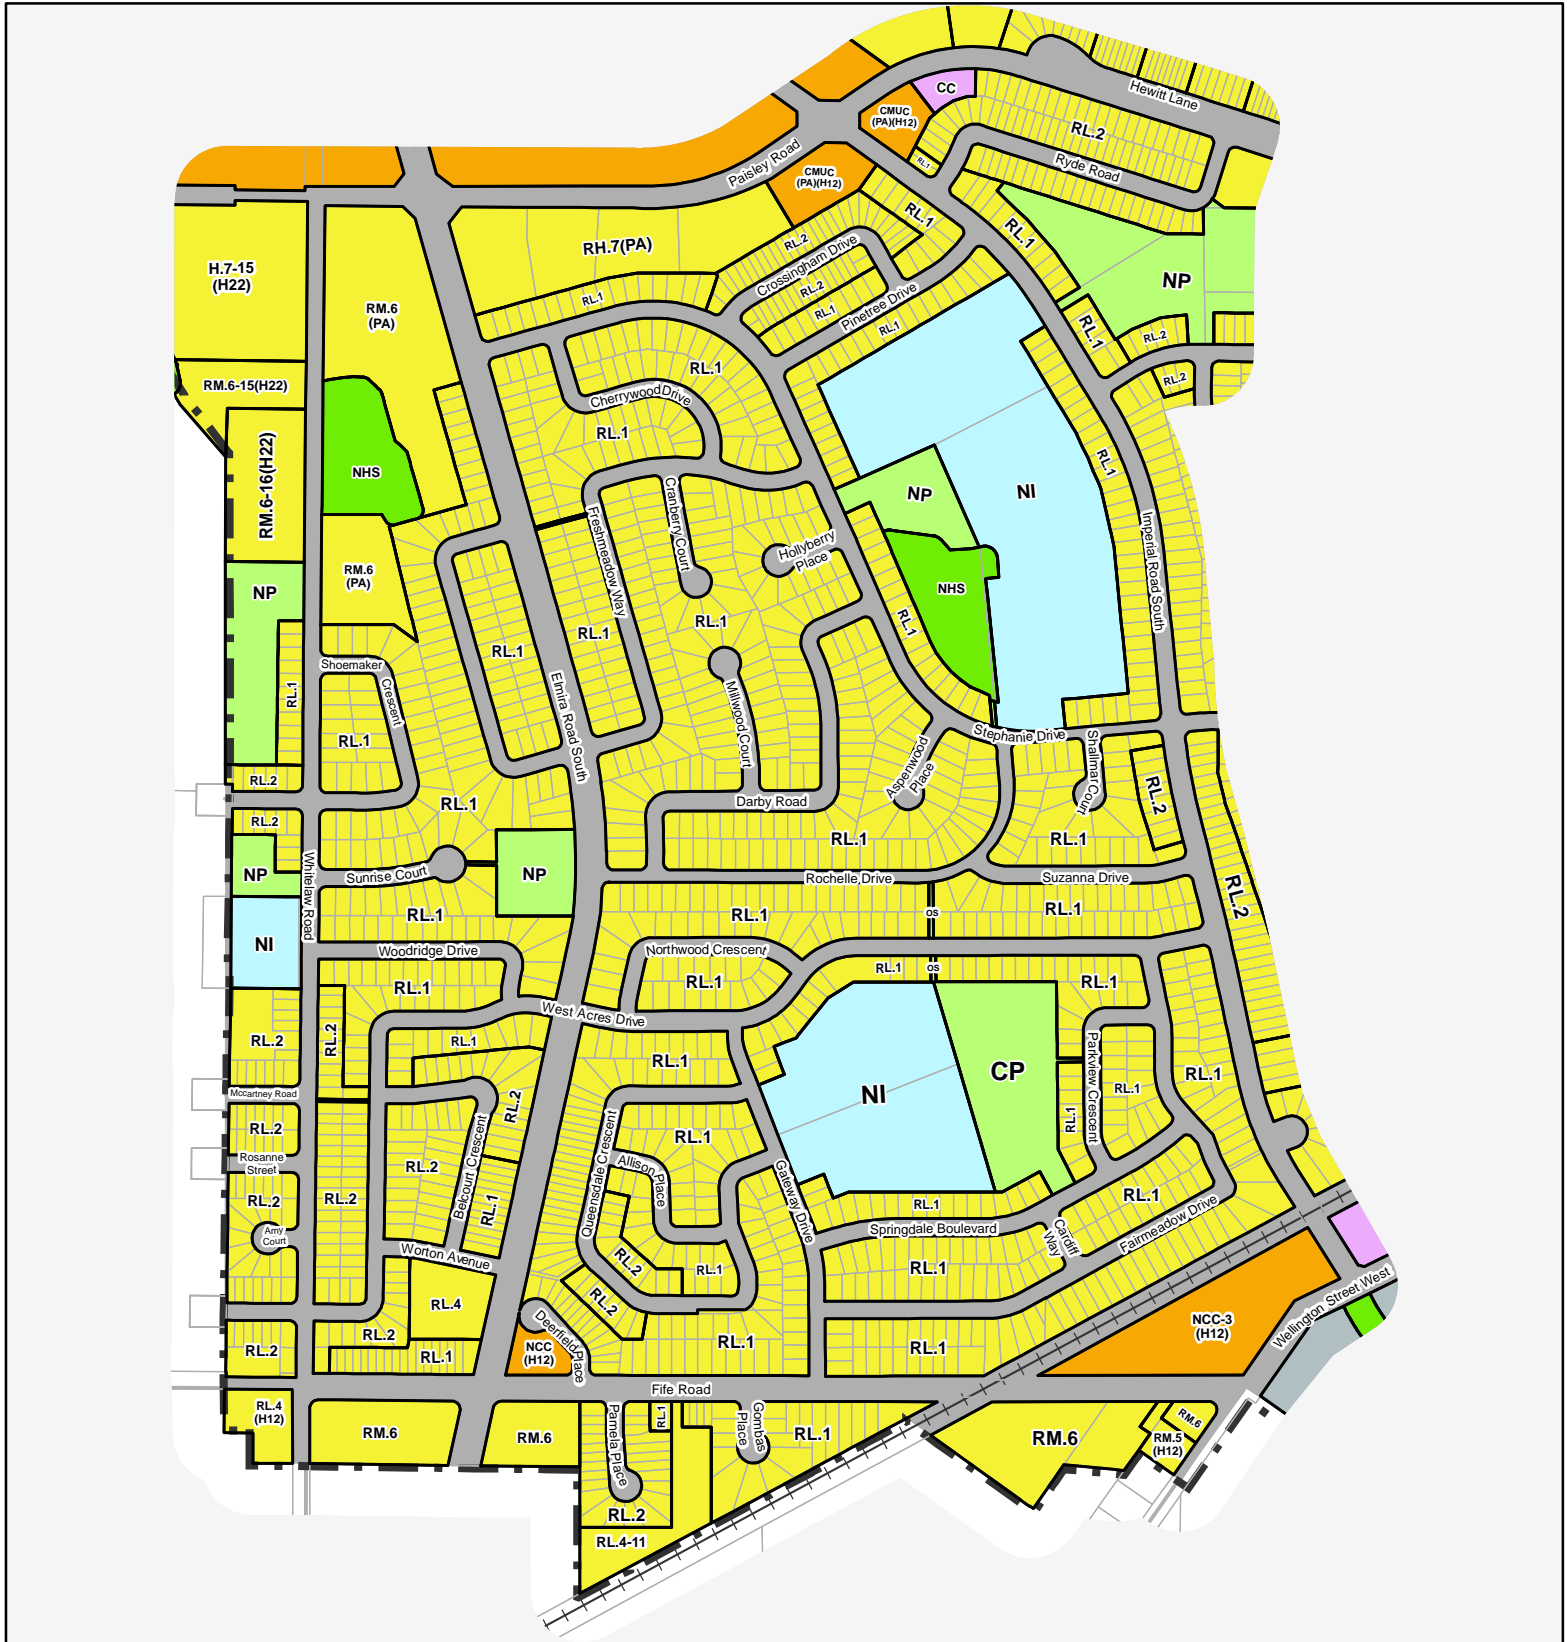 Hewitt Lane
CC
CMUC
(PA)(H12)
RL.2
RL.1
Ryde Road
Paisley Road
CMUC
(PA)(H12)
RL.1
RL.1
RH.7(PA)
RL.2
Crossingham Drive
H.7-15
(H22)
NP
RL.2
RL.1
Pinetree Drive
RL.1
RL.1
RM.6
(PA)
RL.1
RL.2
RL.1
RL.2
RM.6-15(H22)
Cherrywood Drive
RL.1
RM.6-16(H22)
NHS
RL.1
NP
NI
Freshmeadow Way
Cranberry Court
Hollyberry
Place
Imperial Road South
RM.6
(PA)
NP
NHS
RL.1
RL.1
RL.1
RL.1
RL.1
Shoemaker
Crescent
RL.1
RL.1
Elmira Road South
Millwood Court
Stephanie Drive
Shallmar Court
Aspenwood
Place
RL.2
RL.2
RL.1
Darby Road
RL.2
RL.1
RL.1
Whitelaw Road
NP
Sunrise Court
NP
Rochelle Drive
Suzanna Drive
RL.2
RL.1
RL.1
OS
RL.1
NI
Woodridge Drive
Northwood Crescent
RL.1
RL.1
RL.1
OS
RL.1
West Acres Drive
RL.2
RL.2
RL.1
RL.1
Parkview Crescent
CP
RL.1
NI
RL.1
RL.1
Mccartney Road
RL.2
RL.2
Queensdale Crescent
RL.1
Rosanne
Street
RL.2
Belcourt Crescent
Allison Place
Gateway Drive
RL.2
RL.2
RL.1
RL.1
RL.1
Springdale Boulevard
Cardiff
Way
Fairmeadow Drive
Amy
Court
Worton Avenue
RL.2
RL.1
RL.1
Wellington Street West
RL.4
RL.2
Deerfield Place
RL.2
RL.2
RL.1
NCC
(H12)
RL.1
RL.1
NCC-3
(H12)
Fife Road
RL.4
(H12)
RM.6
RM.6
Pamela Place
RL.1
Gombas
Place
RL.1
RM.6
RM.6
RM.5
(H12)
RL.2
RL.4-11